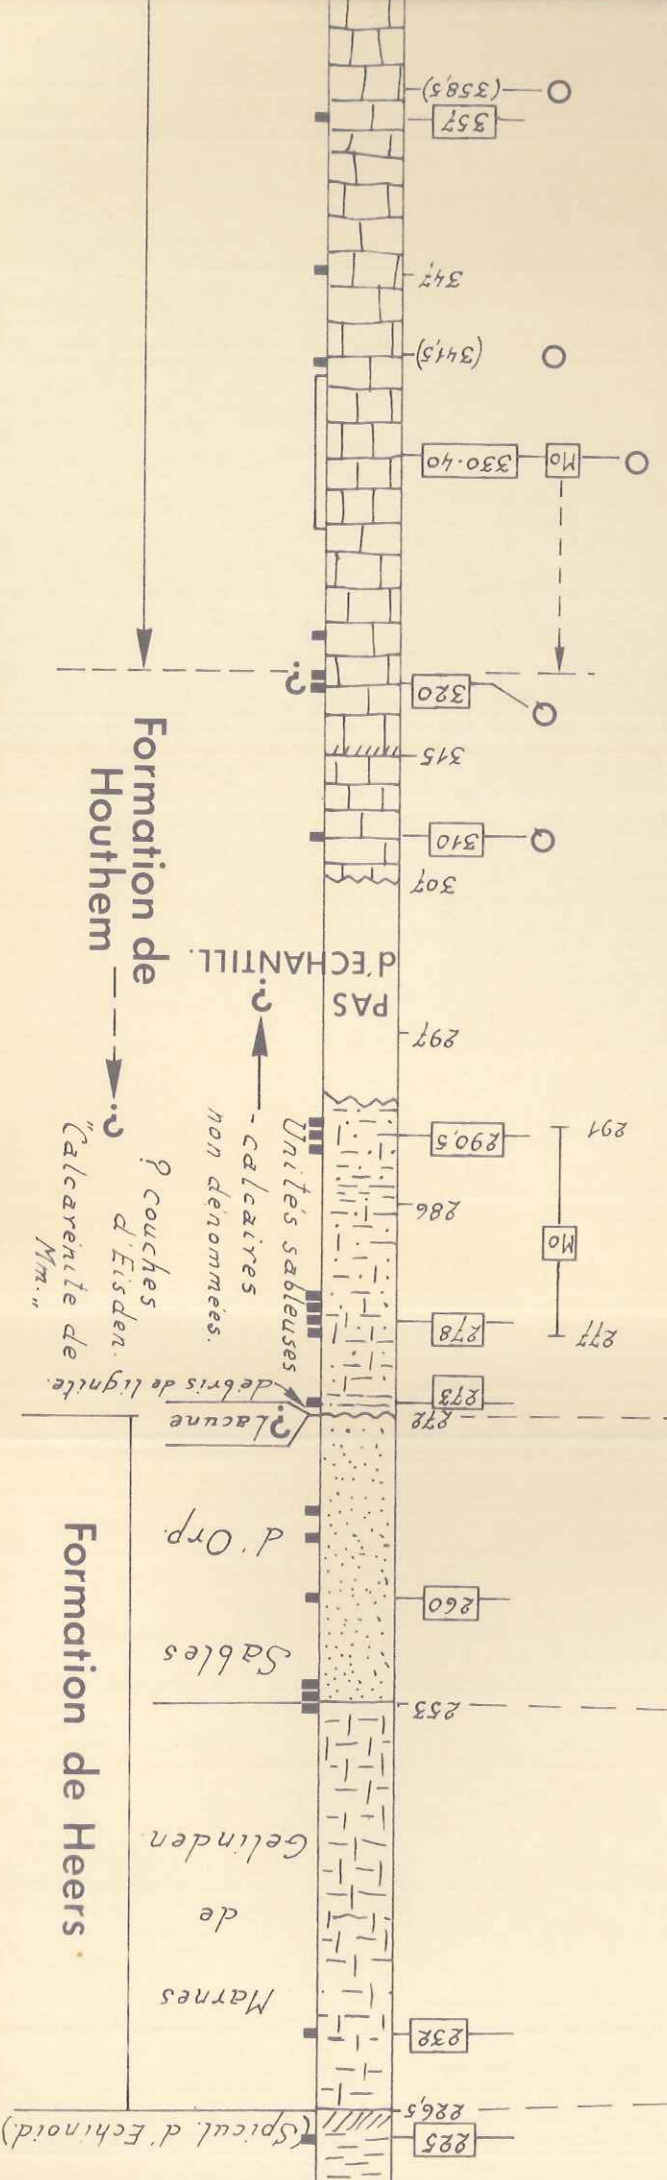 225
(Spicul. d'Echinoid.)
226,5
232
Marnes
de
Gelinden.
253
Formation de Heers.
Sables
260
d'Orp.
272
? Lacune
273
débris de lignite.
277
278
Mo
286
290,5
291
Unités sableuses
- calcaires
non dénommées.
?
? couches
d'Eisden.
"Calcarénite de
Mm."
?
Formation de
Houthem
297
PAS
d'ECHANTILL.
307
310
315
320
?
330.40
Mo
(341,5)
347
357
(358,5)